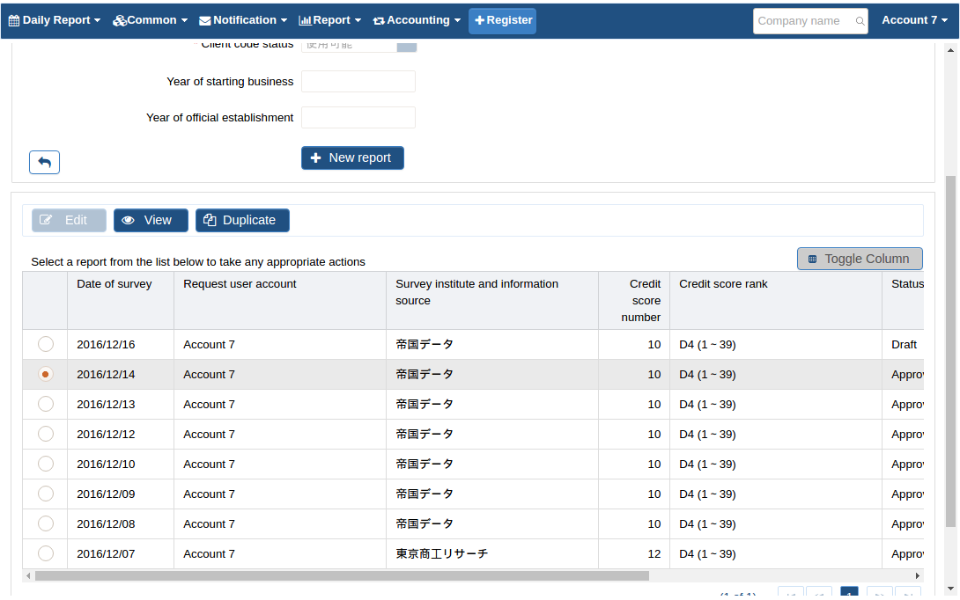 Daily Report Common Notification Report Accounting Register Company name Account 7
* Client code status 使用可能
Year of starting business
Year of official establishment
New report
Edit View Duplicate
Select a report from the list below to take any appropriate actions Toggle Column
Date of survey Request user account Survey institute and information source Credit score number Credit score rank Status
2016/12/16 Account 7 帝国データ 10 D4 (1 ~ 39) Draft
2016/12/14 Account 7 帝国データ 10 D4 (1 ~ 39) Appro
2016/12/13 Account 7 帝国データ 10 D4 (1 ~ 39) Appro
2016/12/12 Account 7 帝国データ 10 D4 (1 ~ 39) Appro
2016/12/10 Account 7 帝国データ 10 D4 (1 ~ 39) Appro
2016/12/09 Account 7 帝国データ 10 D4 (1 ~ 39) Appro
2016/12/08 Account 7 帝国データ 10 D4 (1 ~ 39) Appro
2016/12/07 Account 7 東京商工リサーチ 12 D4 (1 ~ 39) Appro
(1 of 1) 1